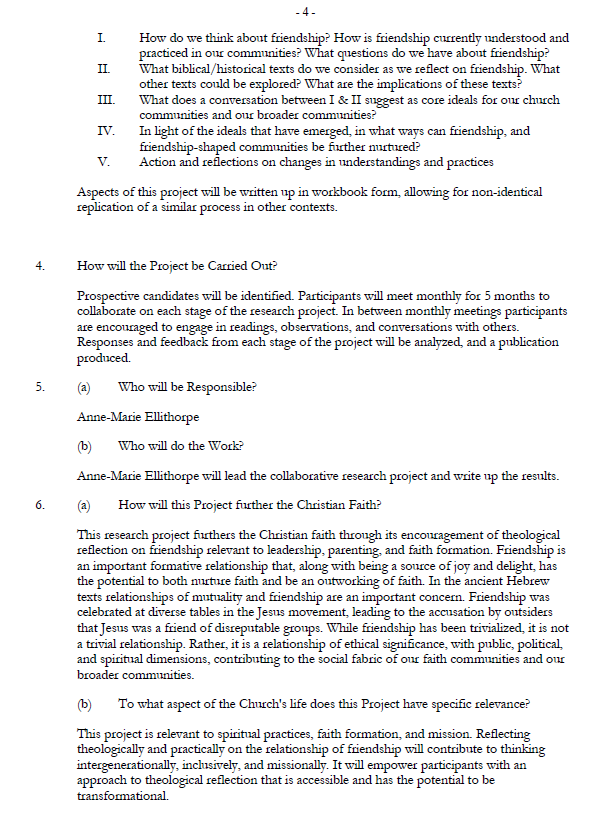 - 4 -
I. How do we think about friendship? How is friendship currently understood and
practiced in our communities? What questions do we have about friendship?
II. What biblical/historical texts do we consider as we reflect on friendship. What
other texts could be explored? What are the implications of these texts?
III. What does a conversation between I & II suggest as core ideals for our church
communities and our broader communities?
IV. In light of the ideals that have emerged, in what ways can friendship, and
friendship-shaped communities be further nurtured?
V. Action and reflections on changes in understandings and practices
Aspects of this project will be written up in workbook form, allowing for non-identical
replication of a similar process in other contexts.
4. How will the Project be Carried Out?
Prospective candidates will be identified. Participants will meet monthly for 5 months to
collaborate on each stage of the research project. In between monthly meetings participants
are encouraged to engage in readings, observations, and conversations with others.
Responses and feedback from each stage of the project will be analyzed, and a publication
produced.
5. (a) Who will be Responsible?
Anne-Marie Ellithorpe
(b) Who will do the Work?
Anne-Marie Ellithorpe will lead the collaborative research project and write up the results.
6. (a) How will this Project further the Christian Faith?
This research project furthers the Christian faith through its encouragement of theological
reflection on friendship relevant to leadership, parenting, and faith formation. Friendship is
an important formative relationship that, along with being a source of joy and delight, has
the potential to both nurture faith and be an outworking of faith. In the ancient Hebrew
texts relationships of mutuality and friendship are an important concern. Friendship was
celebrated at diverse tables in the Jesus movement, leading to the accusation by outsiders
that Jesus was a friend of disreputable groups. While friendship has been trivialized, it is not
a trivial relationship. Rather, it is a relationship of ethical significance, with public, political,
and spiritual dimensions, contributing to the social fabric of our faith communities and our
broader communities.
(b) To what aspect of the Church's life does this Project have specific relevance?
This project is relevant to spiritual practices, faith formation, and mission. Reflecting
theologically and practically on the relationship of friendship will contribute to thinking
intergenerationally, inclusively, and missionally. It will empower participants with an
approach to theological reflection that is accessible and has the potential to be
transformational.